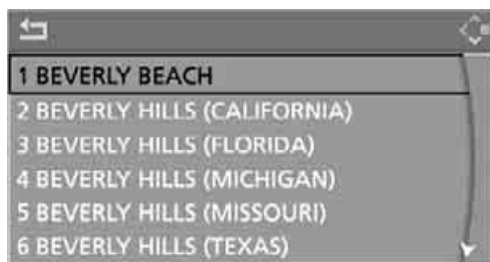 1 BEVERLY BEACH
2 BEVERLY HILLS (CALIFORNIA)
3 BEVERLY HILLS (FLORIDA)
4 BEVERLY HILLS (MICHIGAN)
5 BEVERLY HILLS (MISSOURI)
6 BEVERLY HILLS (TEXAS)